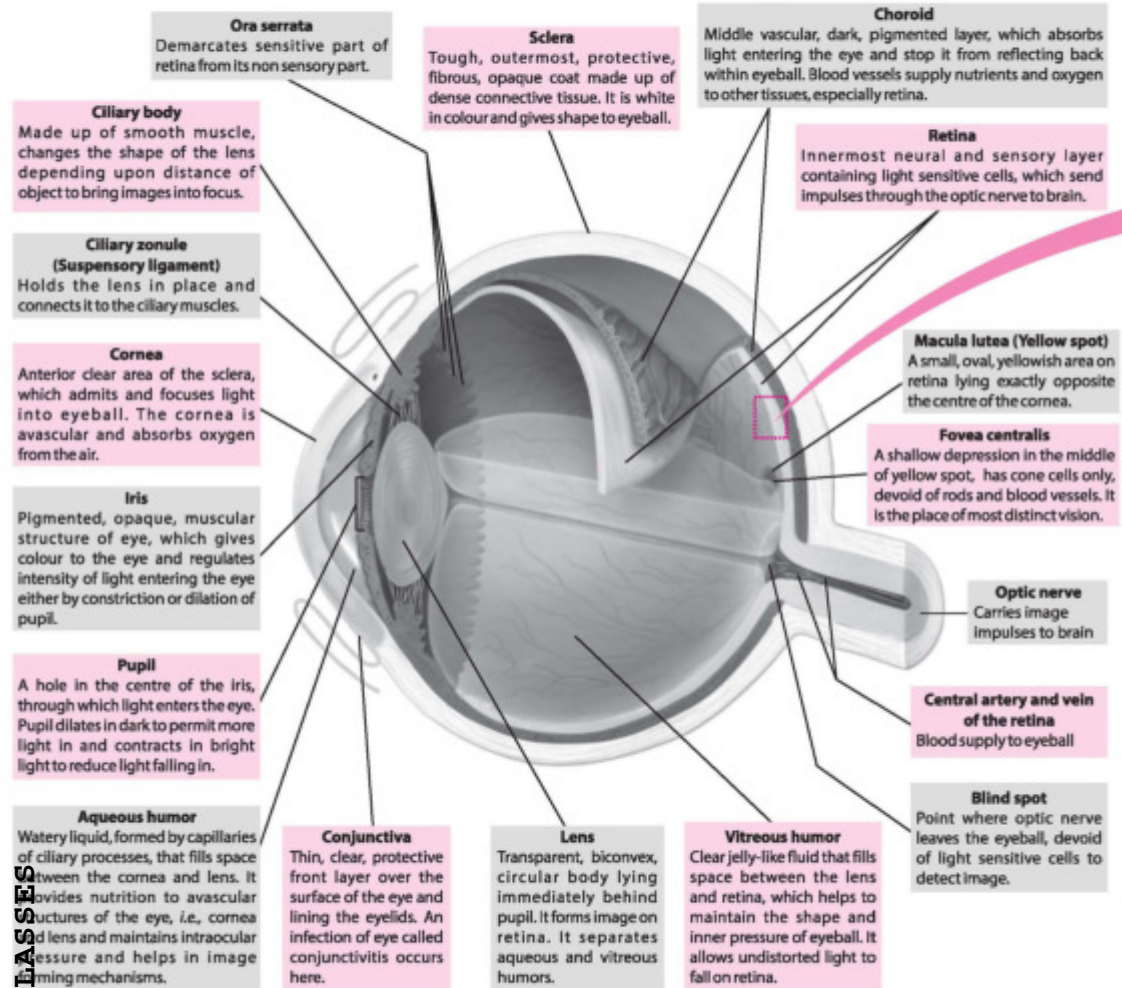 Ora serrata
Demarcates sensitive part of
retina from its non sensory part.
Sclera
Tough, outermost, protective,
fibrous, opaque coat made up of
dense connective tissue. It is white
in colour and gives shape to eyeball.
Choroid
Middle vascular, dark, pigmented layer, which absorbs
light entering the eye and stop it from reflecting back
within eyeball. Blood vessels supply nutrients and oxygen
to other tissues, especially retina.
Ciliary body
Made up of smooth muscle,
changes the shape of the lens
depending upon distance of
object to bring images into focus.
Retina
Innermost neural and sensory layer
containing light sensitive cells, which send
impulses through the optic nerve to brain.
Ciliary zonule
(Suspensory ligament)
Holds the lens in place and
connects it to the ciliary muscles.
Cornea
Anterior clear area of the sclera,
which admits and focuses light
into eyeball. The cornea is
avascular and absorbs oxygen
from the air.
Macula lutea (Yellow spot)
A small, oval, yellowish area on
retina lying exactly opposite
the centre of the cornea.
Fovea centralis
A shallow depression in the middle
of yellow spot, has cone cells only,
devoid of rods and blood vessels. It
is the place of most distinct vision.
Iris
Pigmented, opaque, muscular
structure of eye, which gives
colour to the eye and regulates
intensity of light entering the eye
either by constriction or dilation of
pupil.
Optic nerve
Carries image
impulses to brain
Pupil
A hole in the centre of the iris,
through which light enters the eye.
Pupil dilates in dark to permit more
light in and contracts in bright
light to reduce light falling in.
Central artery and vein
of the retina
Blood supply to eyeball
Blind spot
Point where optic nerve
leaves the eyeball, devoid
of light sensitive cells to
detect image.
Aqueous humor
Watery liquid, formed by capillaries
of ciliary processes, that fills space
between the cornea and lens. It
provides nutrition to avascular
structures of the eye, i.e., cornea
and lens and maintains intraocular
pressure and helps in image
forming mechanisms.
Conjunctiva
Thin, clear, protective
front layer over the
surface of the eye and
lining the eyelids. An
infection of eye called
conjunctivitis occurs
here.
Lens
Transparent, biconvex,
circular body lying
immediately behind
pupil. It forms image on
retina. It separates
aqueous and vitreous
humors.
Vitreous humor
Clear jelly-like fluid that fills
space between the lens
and retina, which helps to
maintain the shape and
inner pressure of eyeball. It
allows undistorted light to
fall on retina.
LASSES